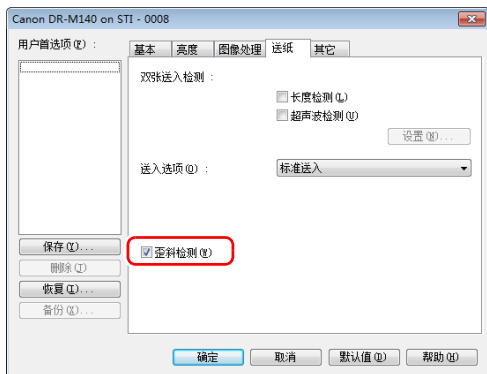 Canon DR-M140 on STI - 0008
用户首选项(P) :
基本 亮度 图像处理 送纸 其它
双张送入检测 :
长度检测(L)
超声波检测(U)
设置(W)...
送入选项(O) :
标准送入
歪斜检测(W)
保存(Y)...
删除(T)
恢复(I)...
备份(X)...
确定 取消 默认值(D) 帮助(H)